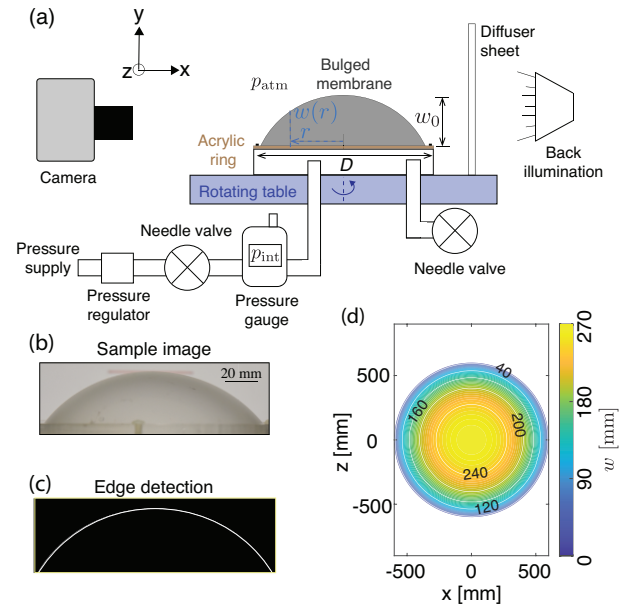 (a)
y
z
x
Camera
p_atm
Bulged
membrane
w(r)
r
w_0
Acrylic
ring
D
Rotating table
Diffuser
sheet
Back
illumination
Needle valve
Pressure
supply
p_int
Pressure
regulator
Pressure
gauge
Needle valve
(b)
Sample image
20 mm
(c)
Edge detection
(d)
500
0
-500
z [mm]
-500
0
500
x [mm]
40
160
200
240
120
270
180
90
0
w [mm]